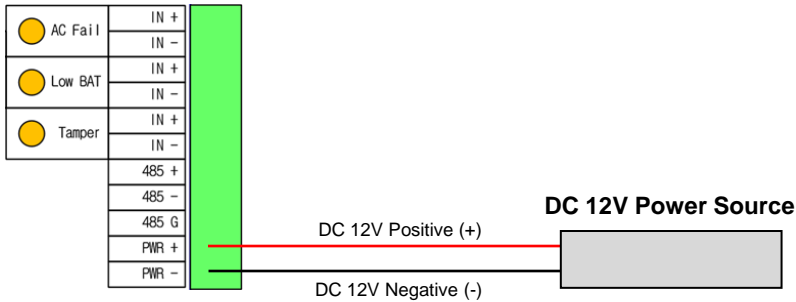 AC Fail
IN +
IN -
Low BAT
IN +
IN -
Tamper
IN +
IN -
485 +
485 -
485 G
PWR +
PWR -
DC 12V Positive (+)
DC 12V Negative (-)
DC 12V Power Source